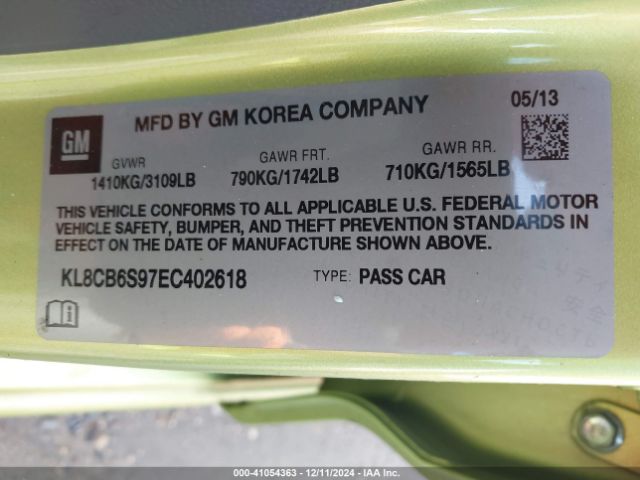 GM
MFD BY GM KOREA COMPANY
05/13
GVWR
GAWR FRT.
GAWR RR.
1410KG/3109LB
790KG/1742LB
710KG/1565LB
THIS VEHICLE CONFORMS TO ALL APPLICABLE U.S. FEDERAL MOTOR
VEHICLE SAFETY, BUMPER, AND THEFT PREVENTION STANDARDS IN
EFFECT ON THE DATE OF MANUFACTURE SHOWN ABOVE.
KL8CB6S97EC402618
TYPE: PASS CAR
000-41054363 - 12/11/2024 - IAA Inc.